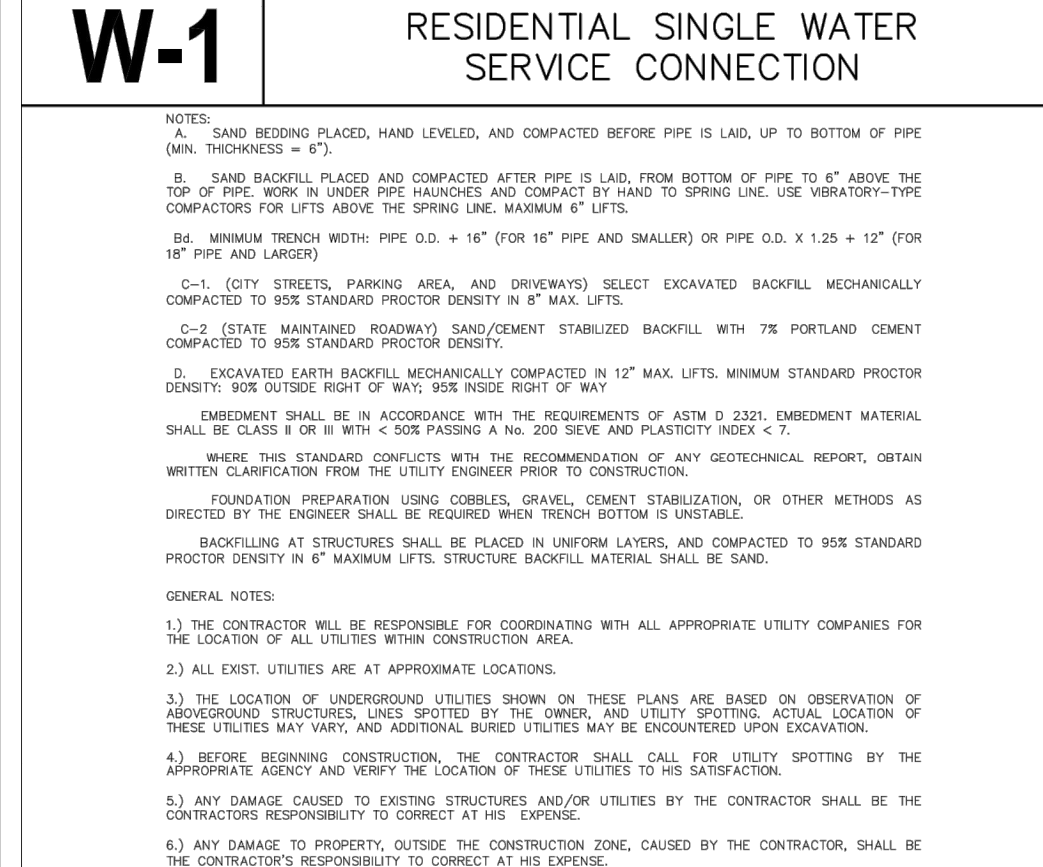 W-1
RESIDENTIAL SINGLE WATER
SERVICE CONNECTION
NOTES:
A. SAND BEDDING PLACED, HAND LEVELED, AND COMPACTED BEFORE PIPE IS LAID, UP TO BOTTOM OF PIPE
(MIN. THICHKNESS = 6").
B. SAND BACKFILL PLACED AND COMPACTED AFTER PIPE IS LAID, FROM BOTTOM OF PIPE TO 6" ABOVE THE
TOP OF PIPE. WORK IN UNDER PIPE HAUNCHES AND COMPACT BY HAND TO SPRING LINE. USE VIBRATORY-TYPE
COMPACTORS FOR LIFTS ABOVE THE SPRING LINE. MAXIMUM 6" LIFTS.
Bd. MINIMUM TRENCH WIDTH: PIPE O.D. + 16" (FOR 16" PIPE AND SMALLER) OR PIPE O.D. X 1.25 + 12" (FOR
18" PIPE AND LARGER)
C-1. (CITY STREETS, PARKING AREA, AND DRIVEWAYS) SELECT EXCAVATED BACKFILL MECHANICALLY
COMPACTED TO 95% STANDARD PROCTOR DENSITY IN 8" MAX. LIFTS.
C-2 (STATE MAINTAINED ROADWAY) SAND/CEMENT STABILIZED BACKFILL WITH 7% PORTLAND CEMENT
COMPACTED TO 95% STANDARD PROCTOR DENSITY.
D. EXCAVATED EARTH BACKFILL MECHANICALLY COMPACTED IN 12" MAX. LIFTS. MINIMUM STANDARD PROCTOR
DENSITY: 90% OUTSIDE RIGHT OF WAY; 95% INSIDE RIGHT OF WAY
EMBEDMENT SHALL BE IN ACCORDANCE WITH THE REQUIREMENTS OF ASTM D 2321. EMBEDMENT MATERIAL
SHALL BE CLASS II OR III WITH < 50% PASSING A No. 200 SIEVE AND PLASTICITY INDEX < 7.
WHERE THIS STANDARD CONFLICTS WITH THE RECOMMENDATION OF ANY GEOTECHNICAL REPORT, OBTAIN
WRITTEN CLARIFICATION FROM THE UTILITY ENGINEER PRIOR TO CONSTRUCTION.
FOUNDATION PREPARATION USING COBBLES, GRAVEL, CEMENT STABILIZATION, OR OTHER METHODS AS
DIRECTED BY THE ENGINEER SHALL BE REQUIRED WHEN TRENCH BOTTOM IS UNSTABLE.
BACKFILLING AT STRUCTURES SHALL BE PLACED IN UNIFORM LAYERS, AND COMPACTED TO 95% STANDARD
PROCTOR DENSITY IN 6" MAXIMUM LIFTS. STRUCTURE BACKFILL MATERIAL SHALL BE SAND.
GENERAL NOTES:
1.) THE CONTRACTOR WILL BE RESPONSIBLE FOR COORDINATING WITH ALL APPROPRIATE UTILITY COMPANIES FOR
THE LOCATION OF ALL UTILITIES WITHIN CONSTRUCTION AREA.
2.) ALL EXIST. UTILITIES ARE AT APPROXIMATE LOCATIONS.
3.) THE LOCATION OF UNDERGROUND UTILITIES SHOWN ON THESE PLANS ARE BASED ON OBSERVATION OF
ABOVEGROUND STRUCTURES, LINES SPOTTED BY THE OWNER, AND UTILITY SPOTTING. ACTUAL LOCATION OF
THESE UTILITIES MAY VARY, AND ADDITIONAL BURIED UTILITIES MAY BE ENCOUNTERED UPON EXCAVATION.
4.) BEFORE BEGINNING CONSTRUCTION, THE CONTRACTOR SHALL CALL FOR UTILITY SPOTTING BY THE
APPROPRIATE AGENCY AND VERIFY THE LOCATION OF THESE UTILITIES TO HIS SATISFACTION.
5.) ANY DAMAGE CAUSED TO EXISTING STRUCTURES AND/OR UTILITIES BY THE CONTRACTOR SHALL BE THE
CONTRACTORS RESPONSIBILITY TO CORRECT AT HIS EXPENSE.
6.) ANY DAMAGE TO PROPERTY, OUTSIDE THE CONSTRUCTION ZONE, CAUSED BY THE CONTRACTOR, SHALL BE
THE CONTRACTOR'S RESPONSIBILITY TO CORRECT AT HIS EXPENSE.